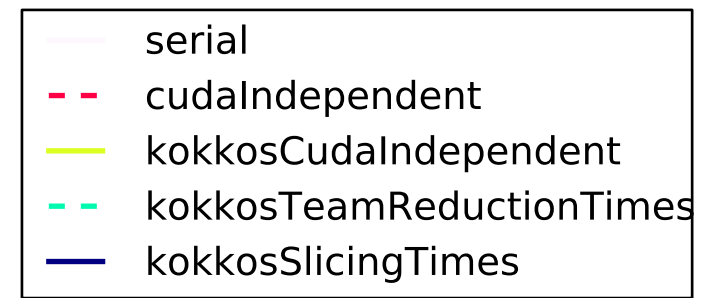 serial
cudaIndependent
kokkosCudaIndependent
kokkosTeamReductionTimes
kokkosSlicingTimes